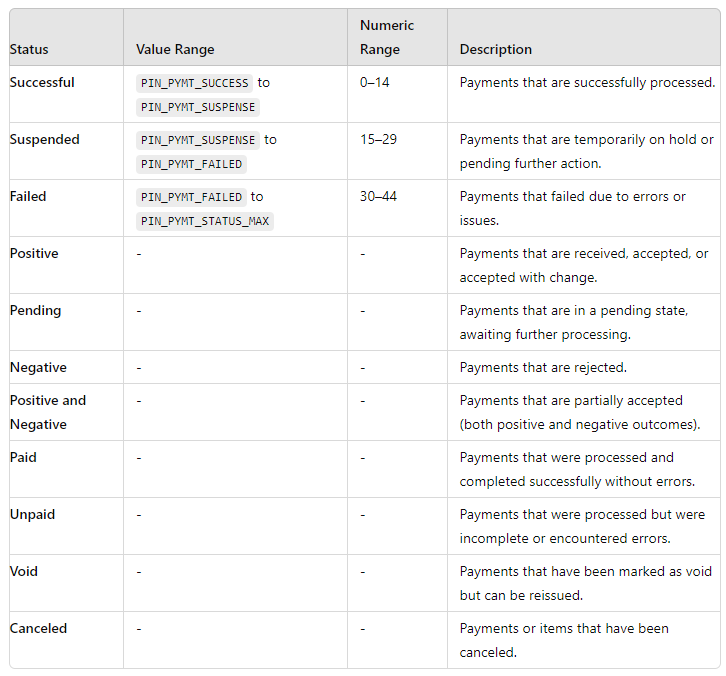 Status Value Range Numeric Range Description
Successful PIN_PYMT_SUCCESS to 0–14 Payments that are successfully processed.
PIN_PYMT_SUSPENSE
Suspended PIN_PYMT_SUSPENSE to 15–29 Payments that are temporarily on hold or
PIN_PYMT_FAILED pending further action.
Failed PIN_PYMT_FAILED to 30–44 Payments that failed due to errors or
PIN_PYMT_STATUS_MAX issues.
Positive - - Payments that are received, accepted, or
accepted with change.
Pending - - Payments that are in a pending state,
awaiting further processing.
Negative - - Payments that are rejected.
Positive and - - Payments that are partially accepted
Negative (both positive and negative outcomes).
Paid - - Payments that were processed and
completed successfully without errors.
Unpaid - - Payments that were processed but were
incomplete or encountered errors.
Void - - Payments that have been marked as void
but can be reissued.
Canceled - - Payments or items that have been
canceled.